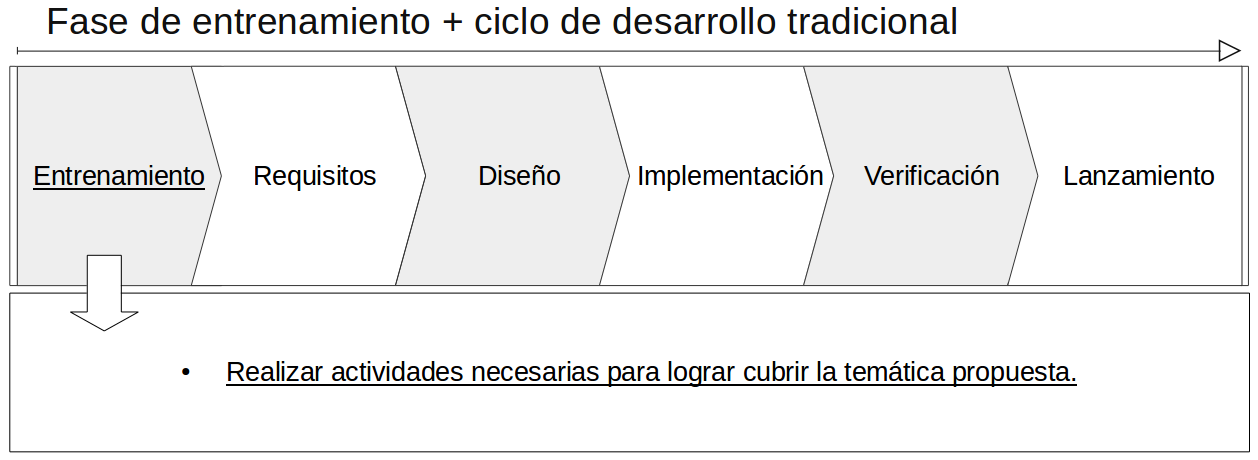 Fase de entrenamiento + ciclo de desarrollo tradicional
Entrenamiento
Requisitos
Diseño
Implementación
Verificación
Lanzamiento
• Realizar actividades necesarias para lograr cubrir la temática propuesta.